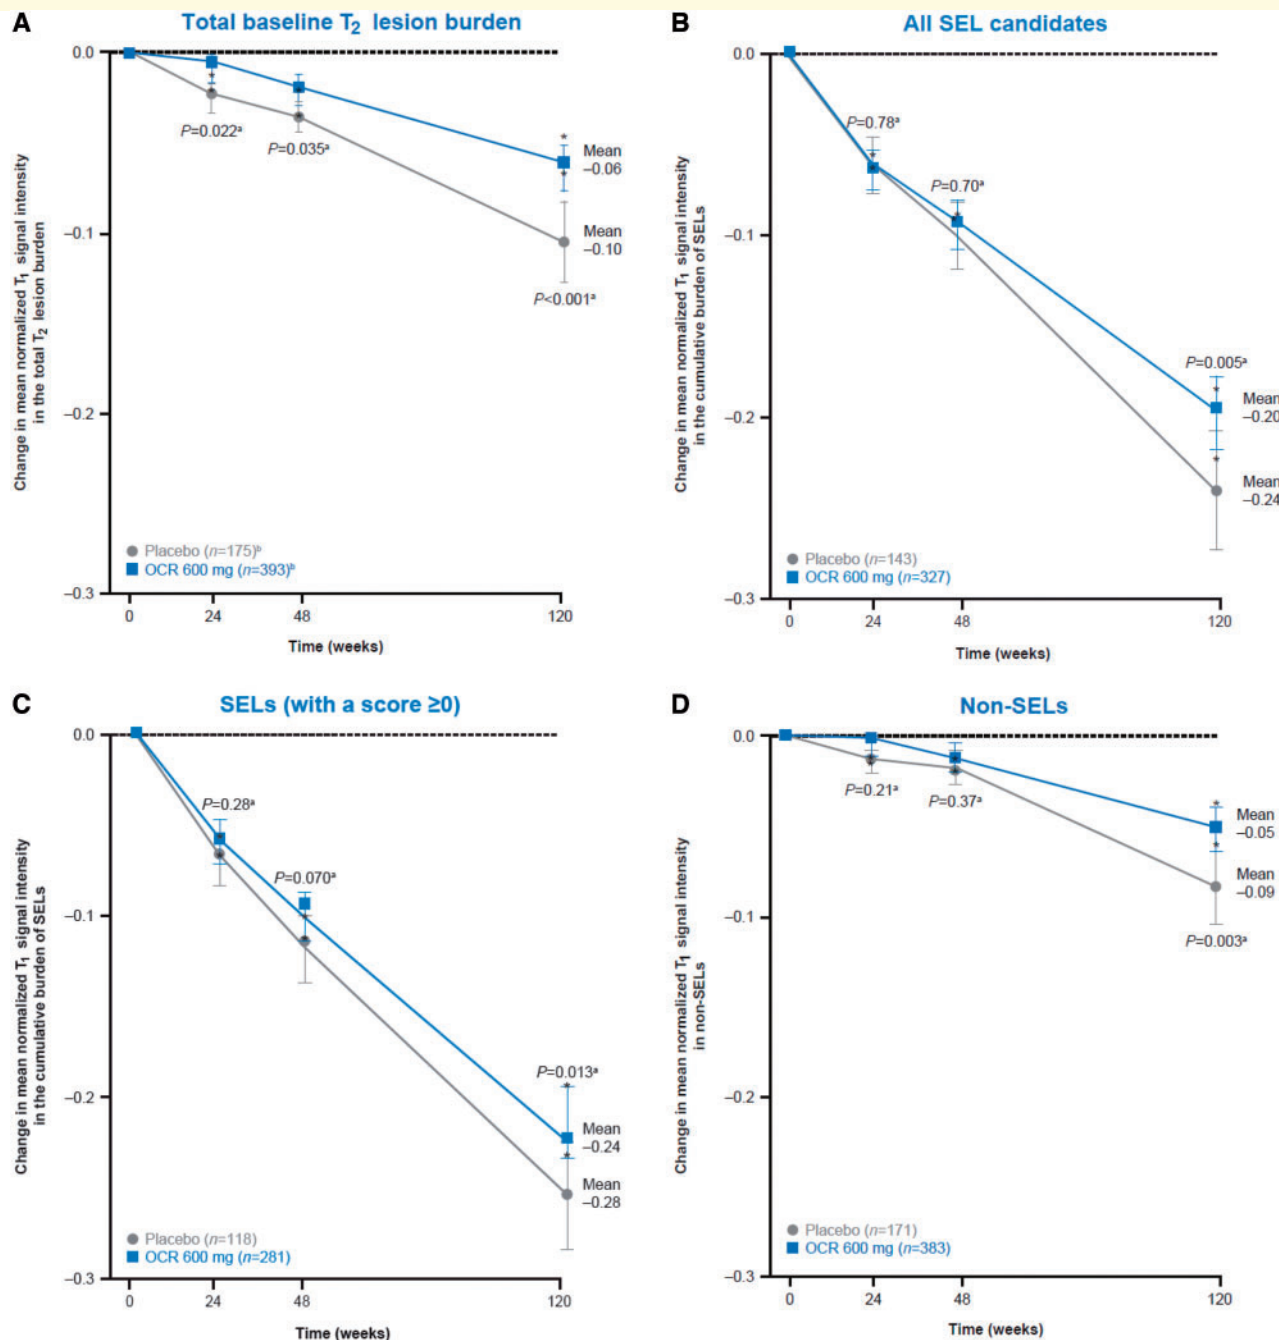 A
Total baseline T2 lesion burden
Change in mean normalized T1 signal intensity
in the total T2 lesion burden
0.0
–0.1
–0.2
–0.3
P=0.022a
P=0.035a
*
*
*
*
*
*
Mean
–0.06
Mean
–0.10
P<0.001a
Placebo (n=175)b
OCR 600 mg (n=393)b
0
24
48
120
Time (weeks)
B
All SEL candidates
Change in mean normalized T1 signal intensity
in the cumulative burden of SELs
0.0
–0.1
–0.2
–0.3
P=0.78a
P=0.70a
P=0.005a
*
*
*
*
*
Mean
–0.20
Mean
–0.24
Placebo (n=143)
OCR 600 mg (n=327)
0
24
48
120
Time (weeks)
C
SELs (with a score ≥0)
Change in mean normalized T1 signal intensity
in the cumulative burden of SELs
0.0
–0.1
–0.2
–0.3
P=0.28a
P=0.070a
P=0.013a
*
*
*
*
*
*
Mean
–0.24
Mean
–0.28
Placebo (n=118)
OCR 600 mg (n=281)
0
24
48
120
Time (weeks)
D
Non-SELs
Change in mean normalized T1 signal intensity
in non-SELs
0.0
–0.1
–0.2
–0.3
P=0.21a
P=0.37a
*
*
*
*
*
*
Mean
–0.05
Mean
–0.09
P=0.003a
Placebo (n=171)
OCR 600 mg (n=383)
0
24
48
120
Time (weeks)